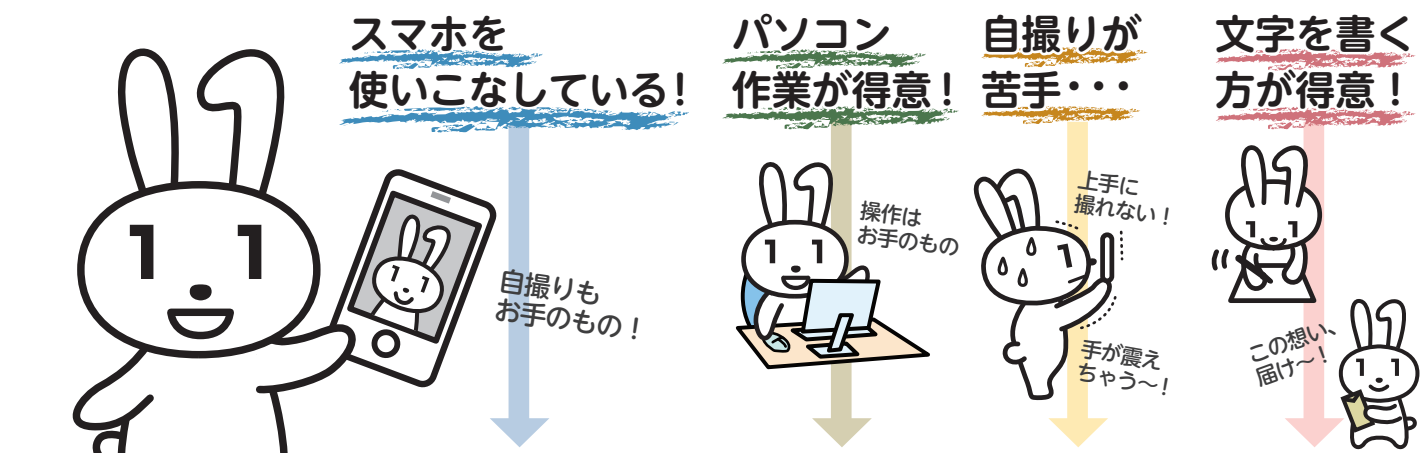 スマホを
使いこなしている！
自撮りも
お手のもの！
パソコン
作業が得意！
操作は
お手のもの
自撮りが
苦手・・・
上手に
撮れない！
手が震え
ちゃう～！
文字を書く
方が得意！
この想い、
届け～！